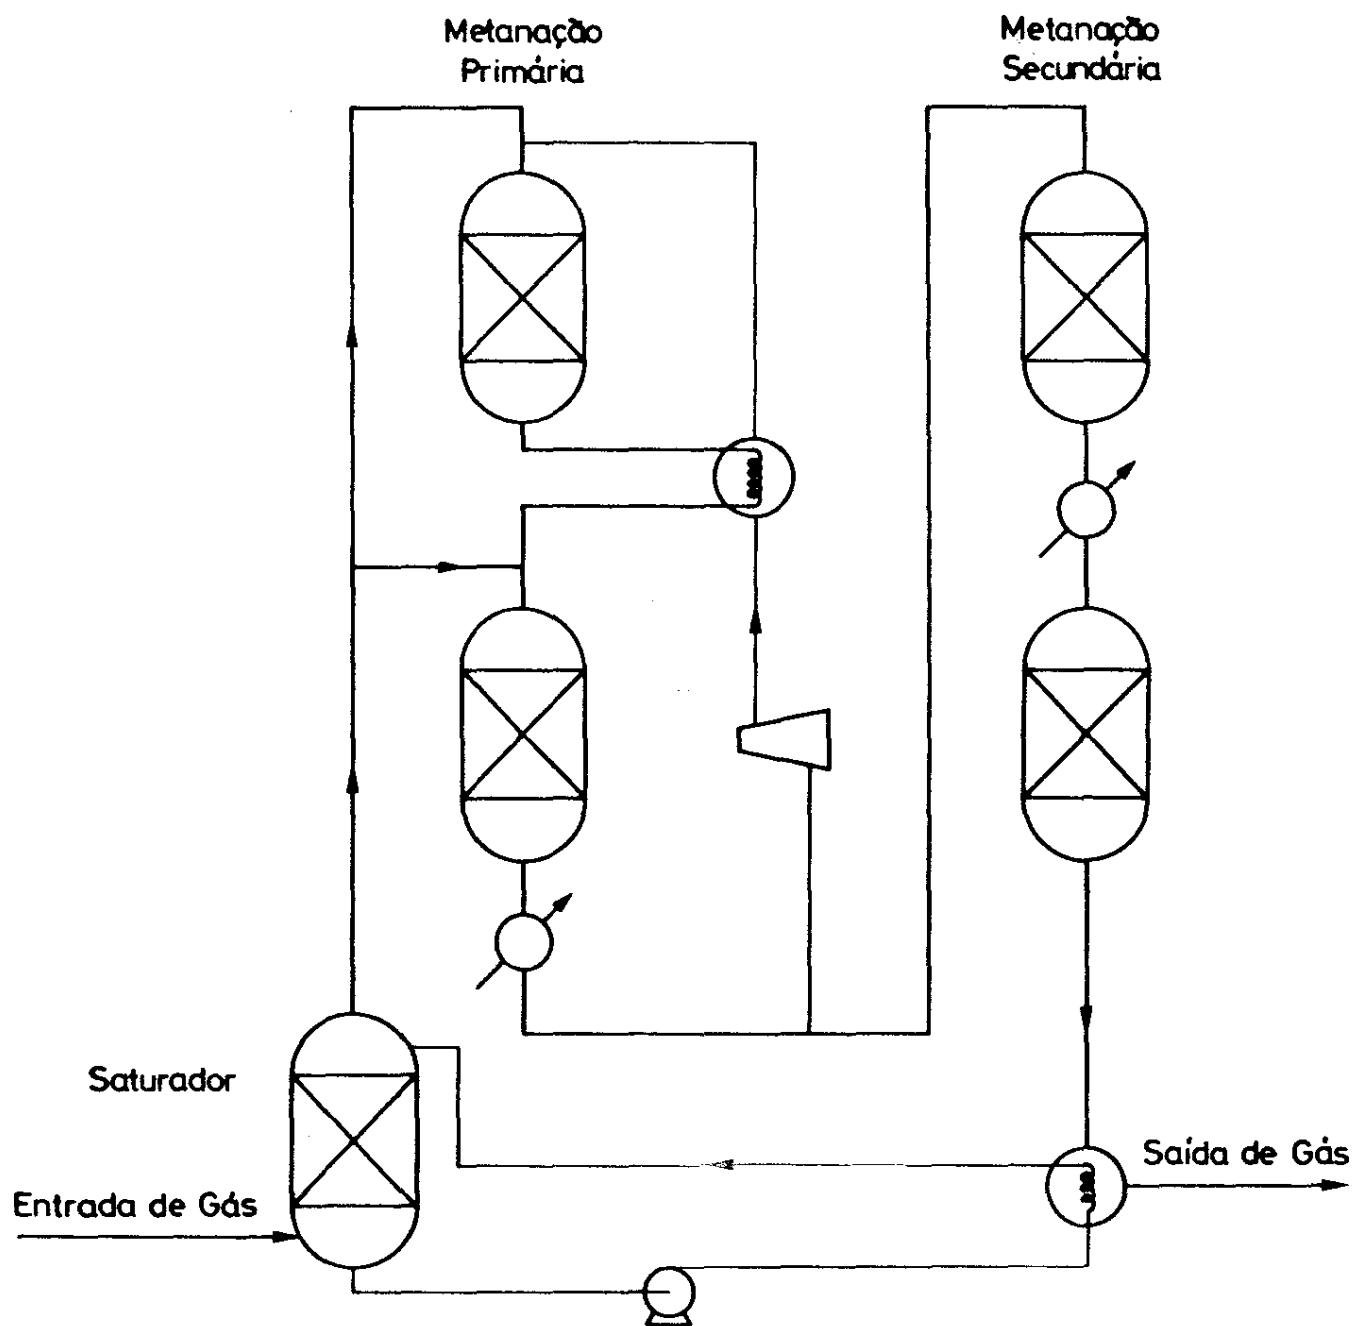 Metanação
Primária
Metanação
Secundária
Saturador
Entrada de Gás
Saída de Gás